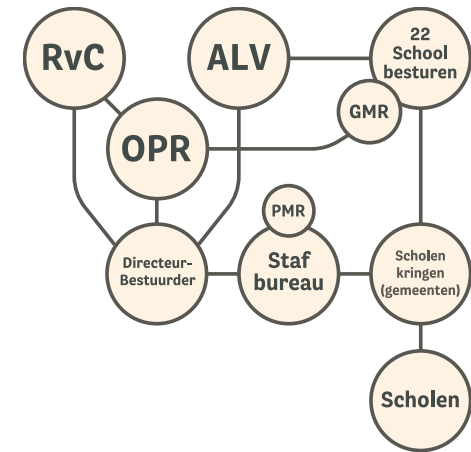 RvC
ALV
22
School
besturen
GMR
OPR
PMR
Directeur-
Bestuurder
Staf
bureau
Scholen
kringen
(gemeenten)
Scholen